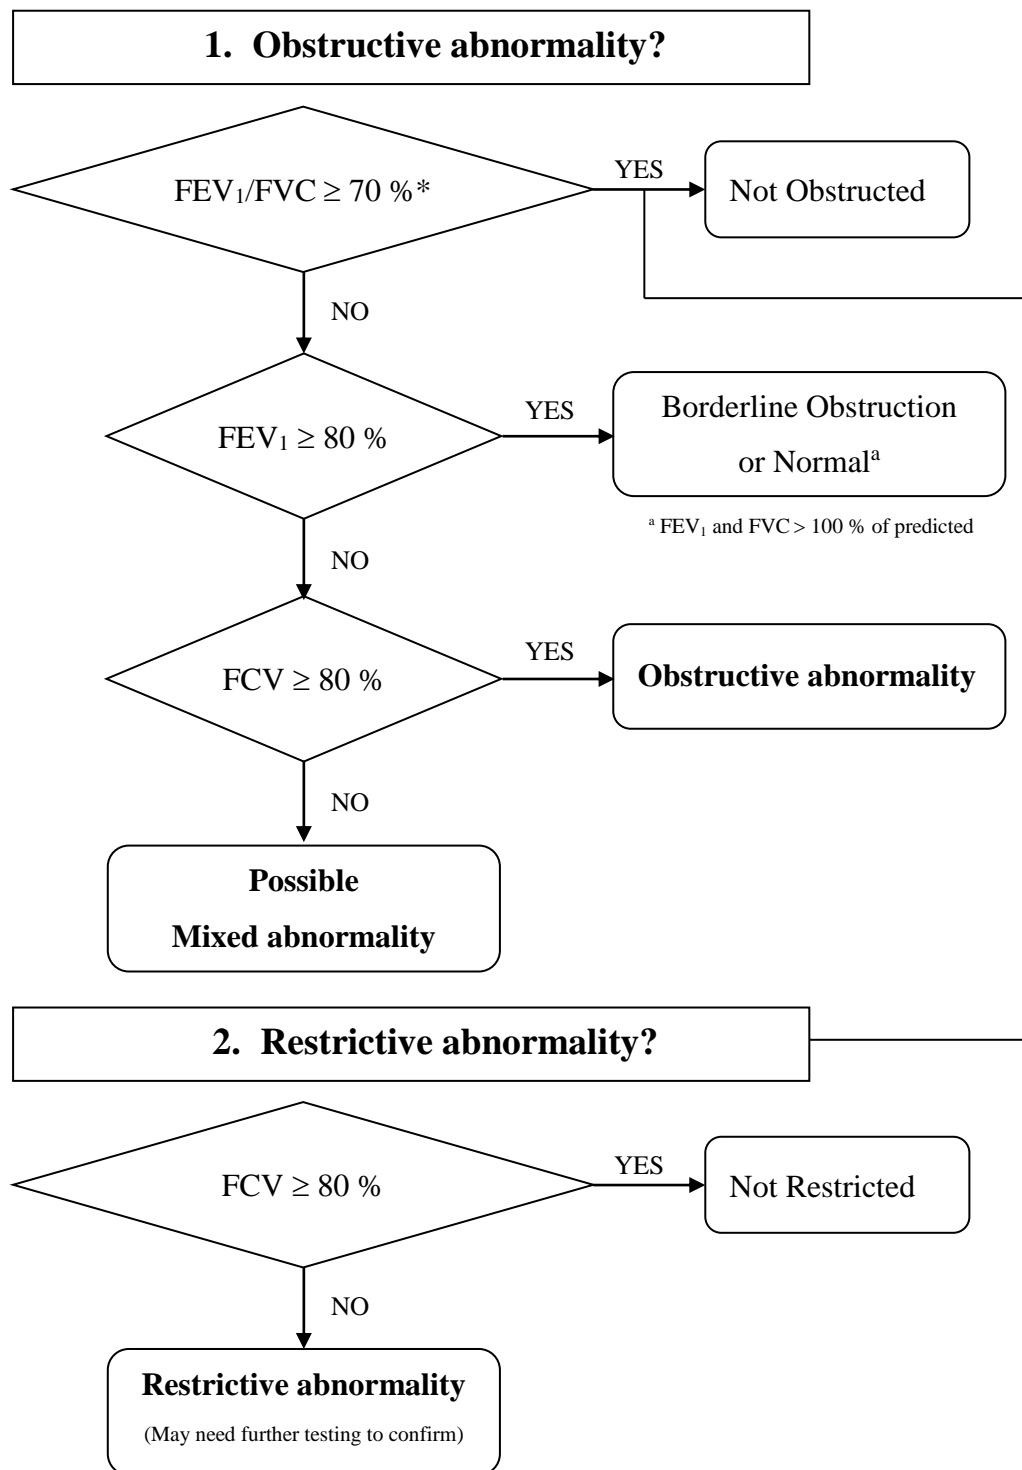 1. Obstructive abnormality?
FEV₁/FVC ≥ 70 %*
YES
Not Obstructed
NO
FEV₁ ≥ 80 %
YES
Borderline Obstruction
or Normalᵃ
ᵃ FEV₁ and FVC > 100 % of predicted
NO
FCV ≥ 80 %
YES
Obstructive abnormality
NO
Possible
Mixed abnormality
2. Restrictive abnormality?
FCV ≥ 80 %
YES
Not Restricted
NO
Restrictive abnormality
(May need further testing to confirm)